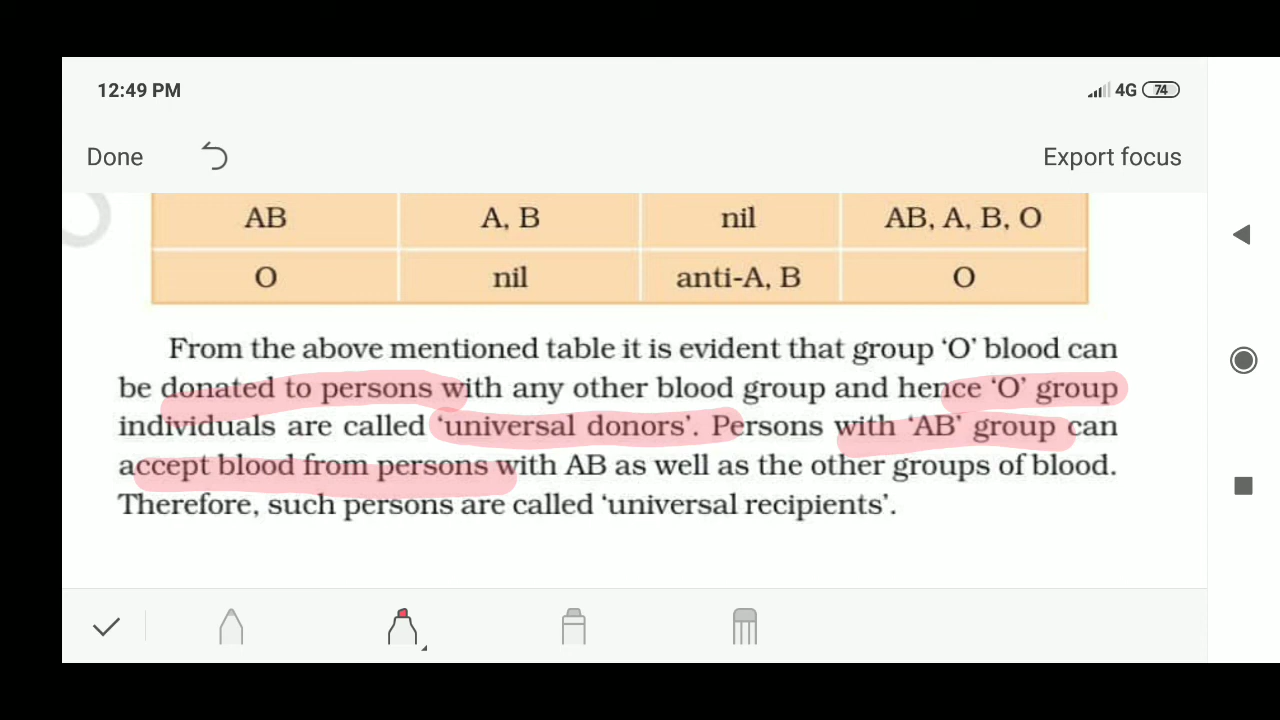 12:49 PM 4G 74
Done Export focus
AB A, B nil AB, A, B, O
O nil anti-A, B O
From the above mentioned table it is evident that group ‘O’ blood can
be donated to persons with any other blood group and hence ‘O’ group
individuals are called ‘universal donors’. Persons with ‘AB’ group can
accept blood from persons with AB as well as the other groups of blood.
Therefore, such persons are called ‘universal recipients’.